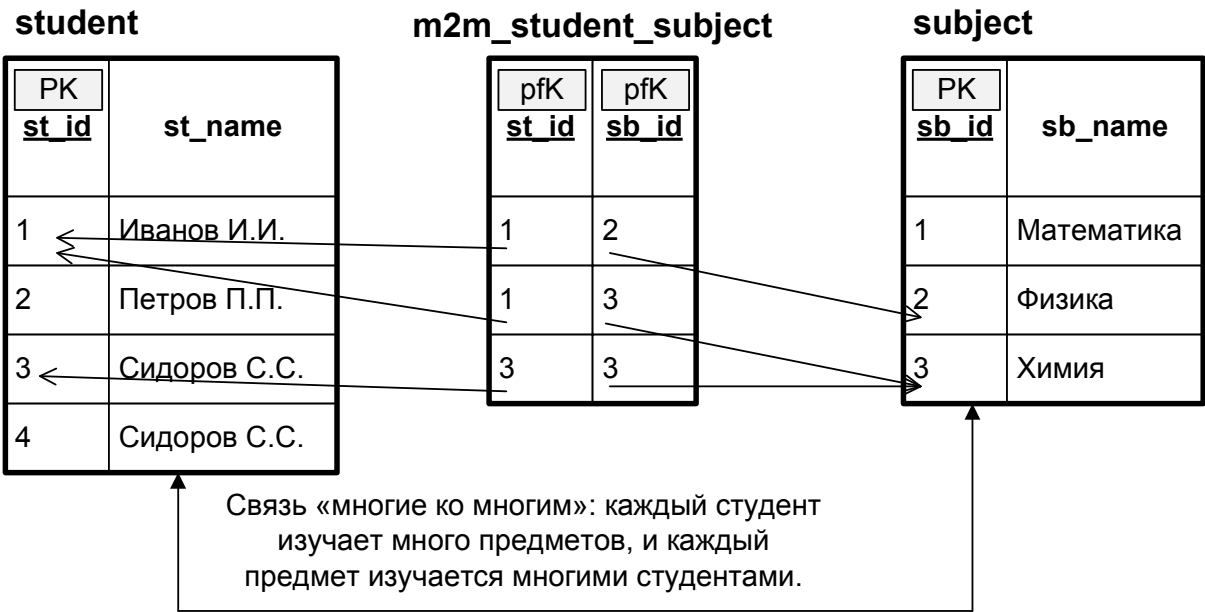 student m2m_student_subject subject
PK pfK pfK PK
st_id st_name st_id sb_id sb_id sb_name
1 Иванов И.И. 1 2 1 Математика
2 Петров П.П. 1 3 2 Физика
3 Сидоров С.С. 3 3 3 Химия
4 Сидоров С.С.
Связь «многие ко многим»: каждый студент
изучает много предметов, и каждый
предмет изучается многими студентами.